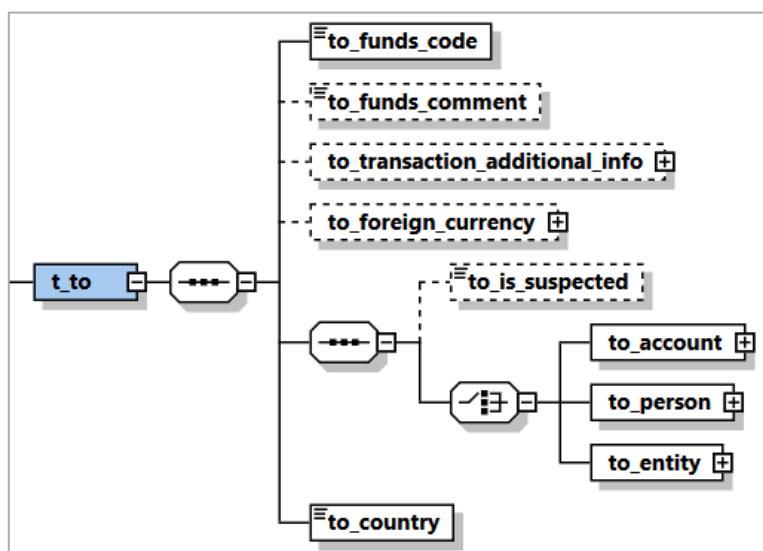 to_funds_code
to_funds_comment
to_transaction_additional_info
to_foreign_currency
t_to
to_is_suspected
to_account
to_person
to_entity
to_country